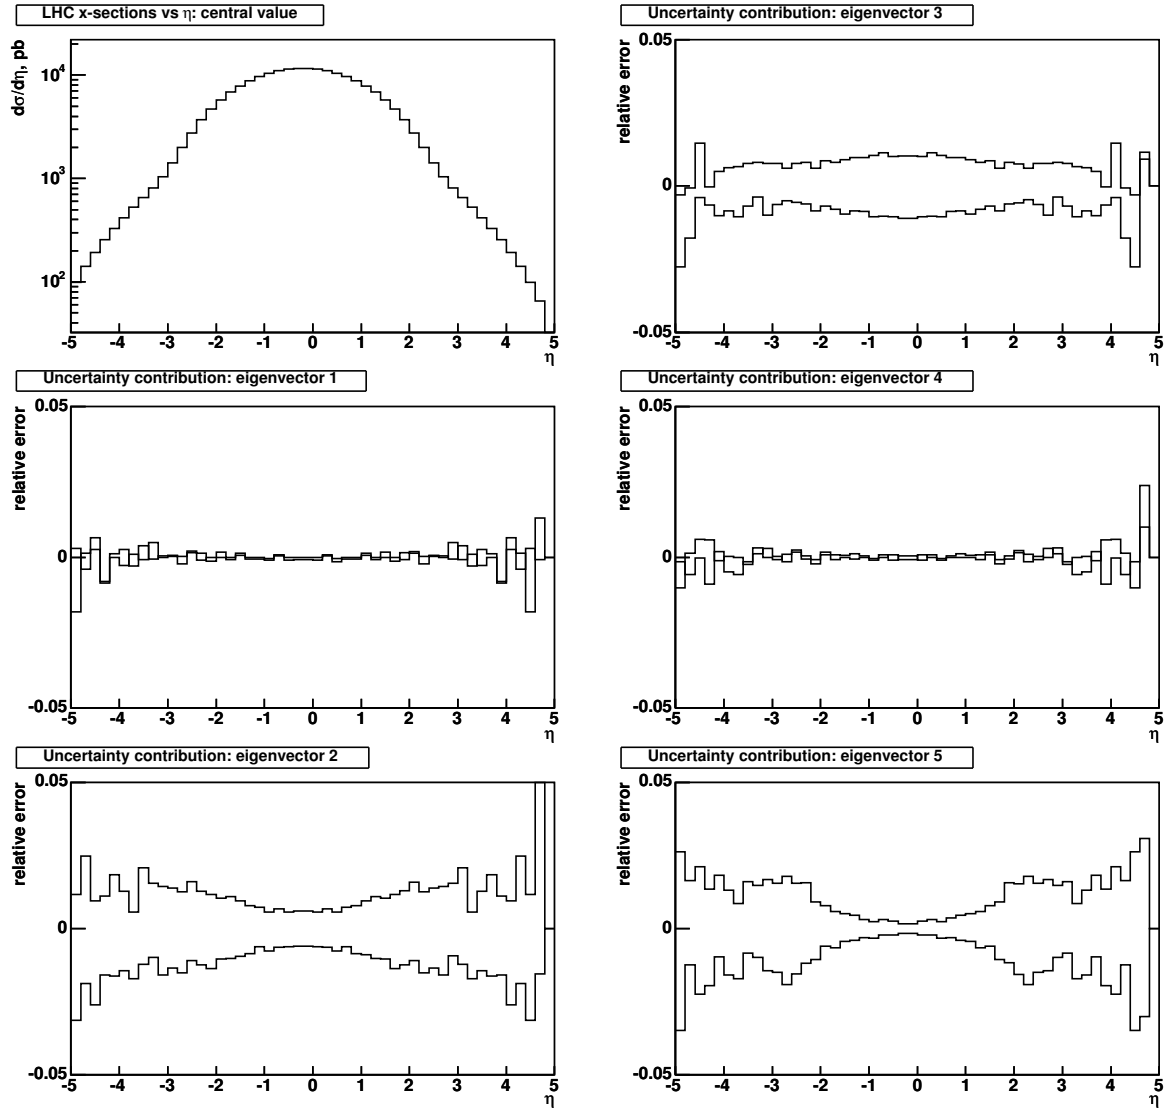 LHC x-sections vs η: central value
dσ/dη, pb
10⁴
10³
10²
-5 -4 -3 -2 -1 0 1 2 3 4 5
η
Uncertainty contribution: eigenvector 3
relative error
0.05
0
-0.05
-5 -4 -3 -2 -1 0 1 2 3 4 5
η
Uncertainty contribution: eigenvector 1
relative error
0.05
0
-0.05
-5 -4 -3 -2 -1 0 1 2 3 4 5
η
Uncertainty contribution: eigenvector 4
relative error
0.05
0
-0.05
-5 -4 -3 -2 -1 0 1 2 3 4 5
η
Uncertainty contribution: eigenvector 2
relative error
0.05
0
-0.05
-5 -4 -3 -2 -1 0 1 2 3 4 5
η
Uncertainty contribution: eigenvector 5
relative error
0.05
0
-0.05
-5 -4 -3 -2 -1 0 1 2 3 4 5
η